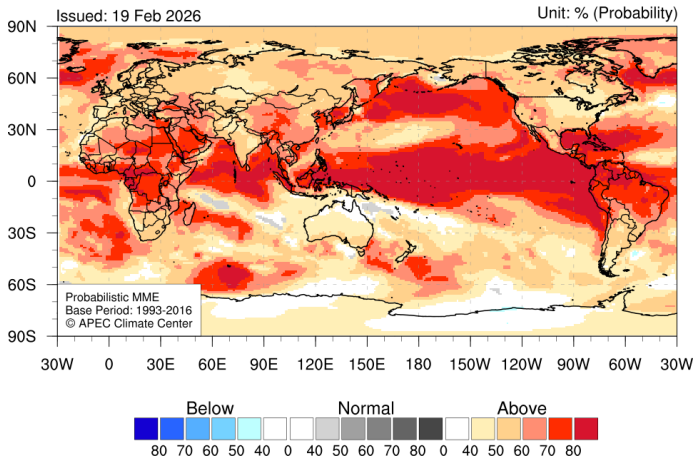 Issued: 19 Feb 2026
Unit: % (Probability)
90N
60N
30N
0
30S
60S
90S
Probabilistic MME
Base Period: 1993-2016
© APEC Climate Center
30W 0 30E 60E 90E 120E 150E 180 150W 120W 90W 60W 30W
Below Normal Above
80 70 60 50 40 0 40 50 60 70 80 0 40 50 60 70 80